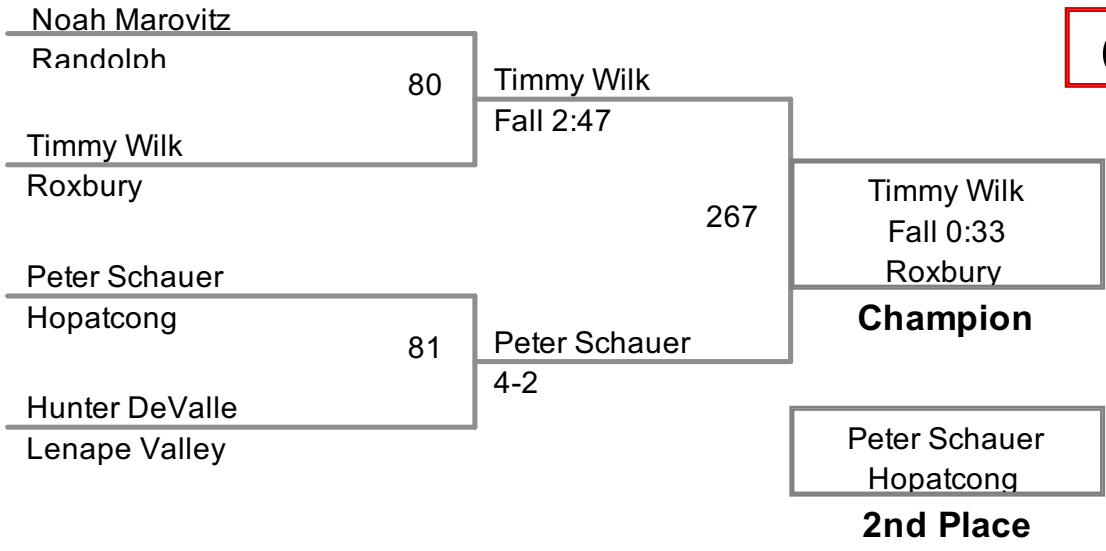 Noah Marovitz
Randolph
80
Timmy Wilk
Fall 2:47
Timmy Wilk
Roxbury
267
Timmy Wilk
Fall 0:33
Roxbury
Champion
Peter Schauer
Hopatcong
81
Peter Schauer
4-2
Hunter DeValle
Lenape Valley
Peter Schauer
Hopatcong
2nd Place